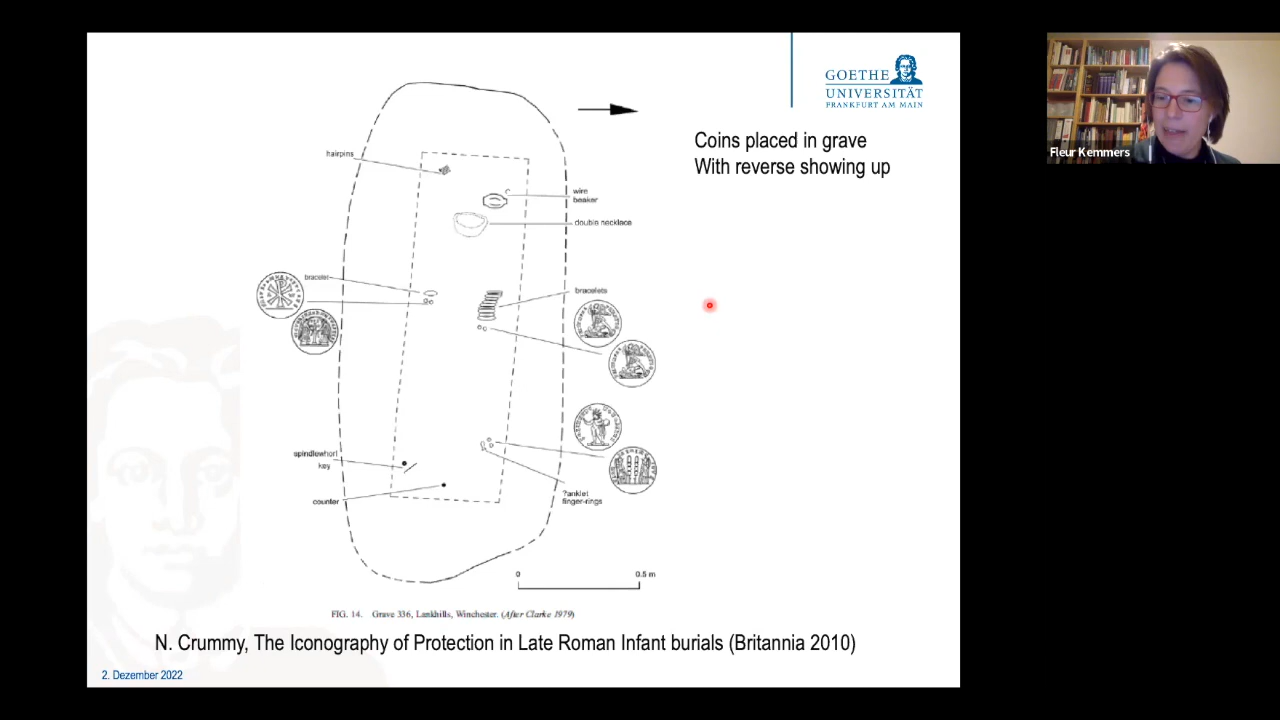 GOETHE
UNIVERSITÄT
FRANKFURT AM MAIN
Fleur Kemmers
Coins placed in grave
With reverse showing up
hairpins
wire
beaker
double necklace
bracelet
bracelets
spindlewhorl
key
counter
?anklet
finger-rings
0
0.5 m
FIG. 14. Grave 336, Lankhills, Winchester. (After Clarke 1979)
N. Crummy, The Iconography of Protection in Late Roman Infant burials (Britannia 2010)
2. Dezember 2022